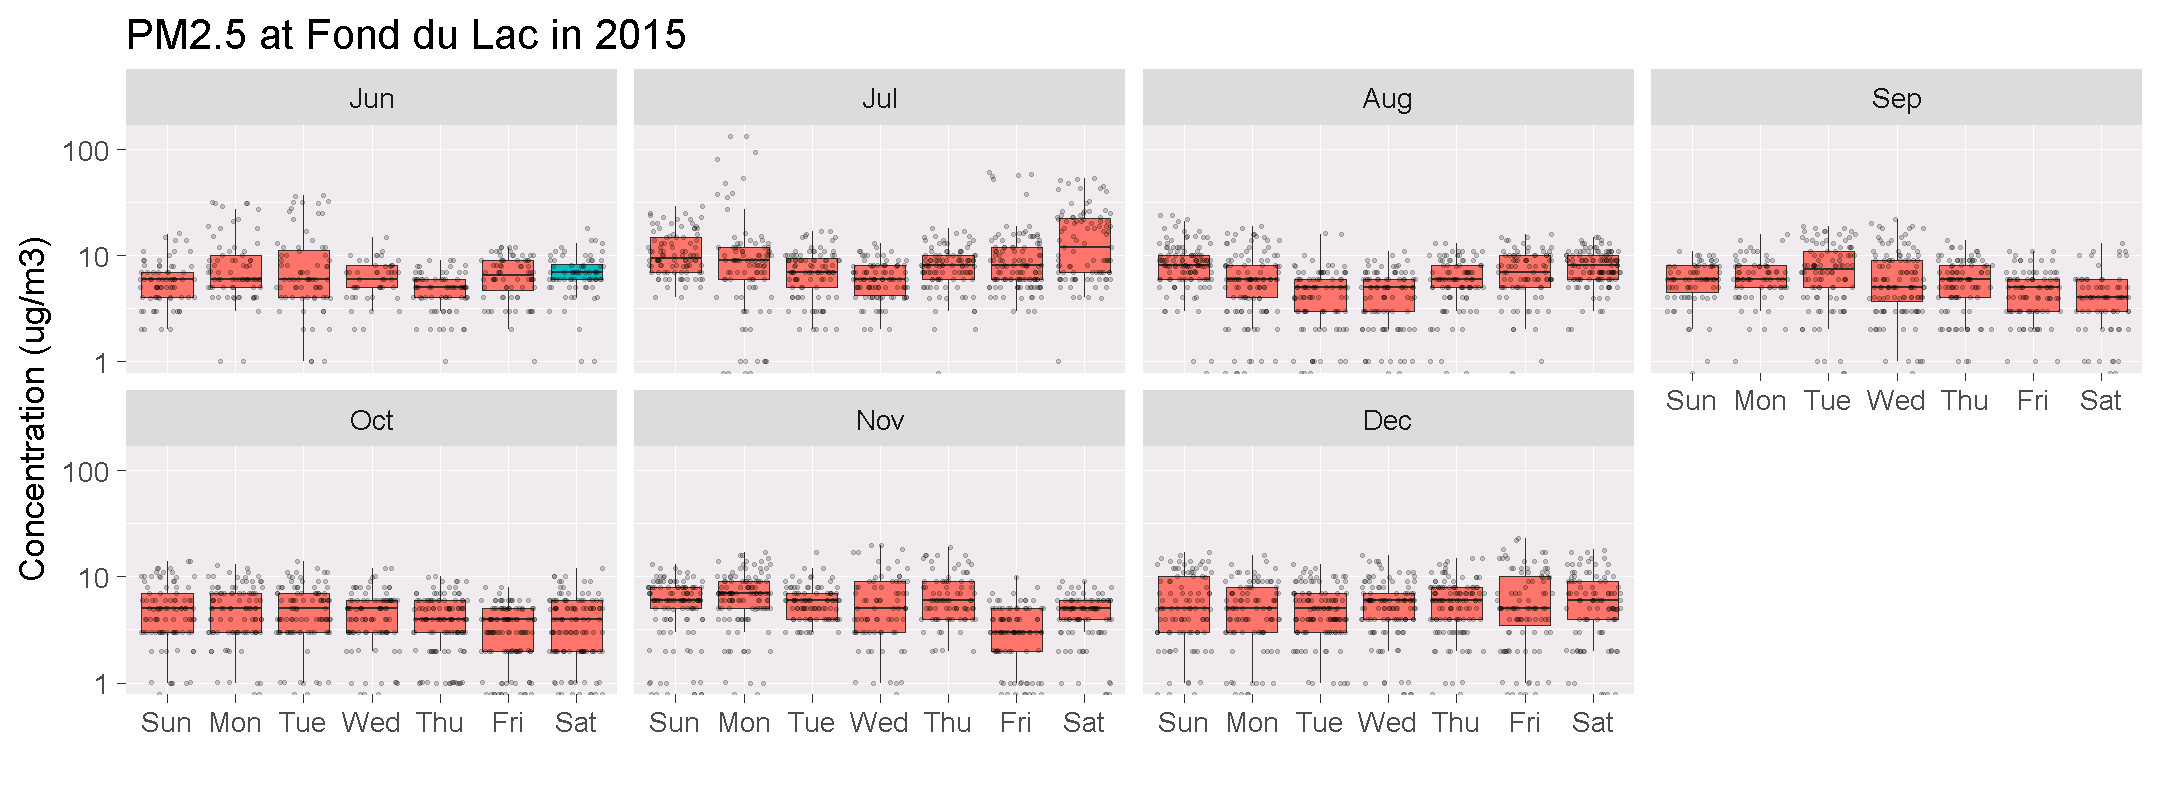 PM2.5 at Fond du Lac in 2015
Jun Jul Aug Sep
Concentration (ug/m3)
100
10
1
Sun Mon Tue Wed Thu Fri Sat
Oct Nov Dec
100
10
1
Sun Mon Tue Wed Thu Fri Sat Sun Mon Tue Wed Thu Fri Sat Sun Mon Tue Wed Thu Fri Sat